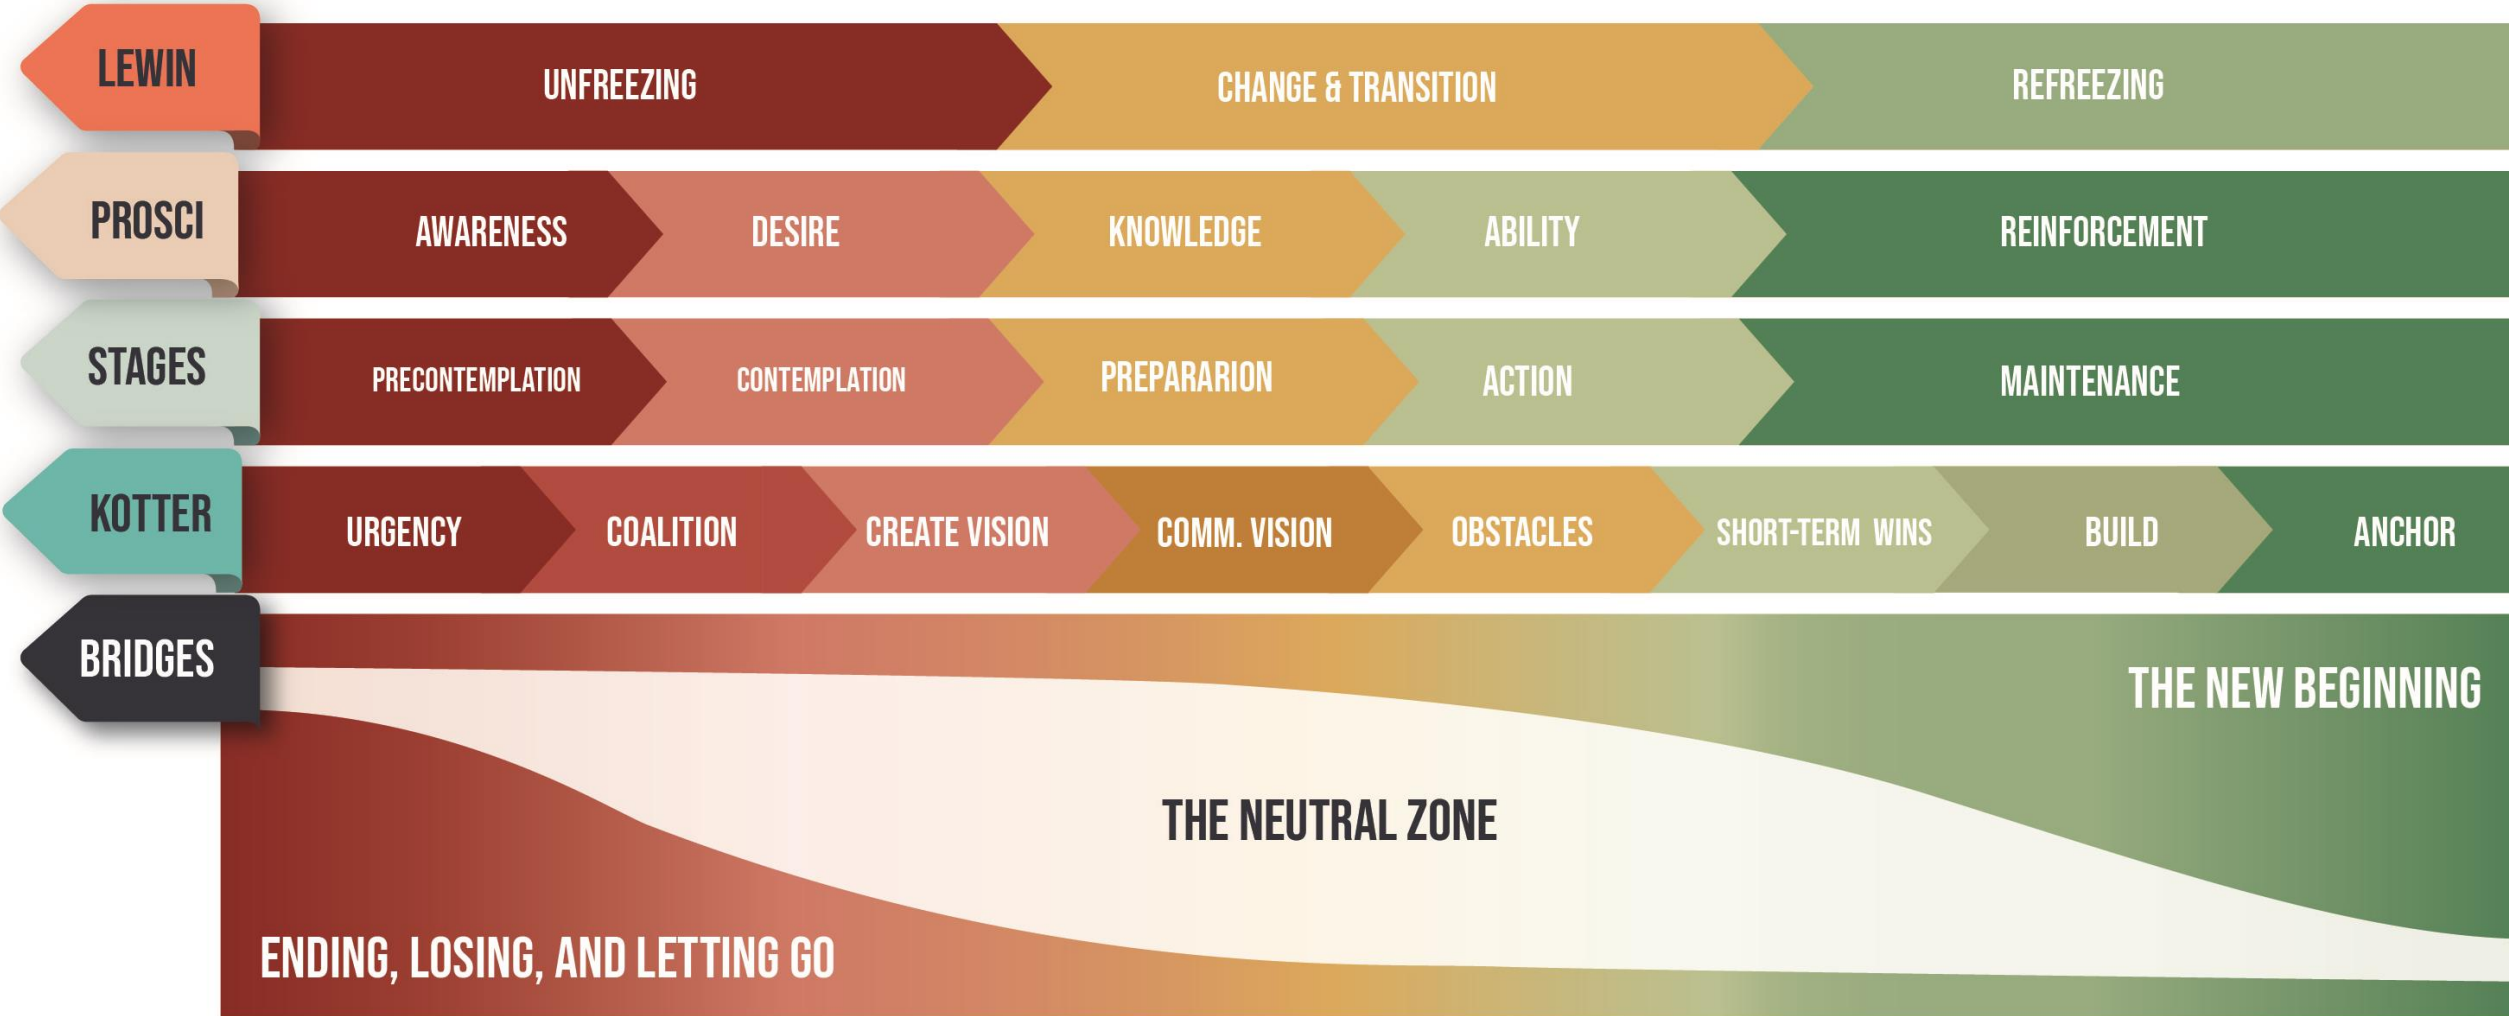 LEWIN
UNFREEZING
CHANGE & TRANSITION
REFREEZING
PROSCI
AWARENESS
DESIRE
KNOWLEDGE
ABILITY
REINFORCEMENT
STAGES
PRECONTEMPLATION
CONTEMPLATION
PREPARARION
ACTION
MAINTENANCE
KOTTER
URGENCY
COALITION
CREATE VISION
COMM. VISION
OBSTACLES
SHORT-TERM WINS
BUILD
ANCHOR
BRIDGES
THE NEW BEGINNING
THE NEUTRAL ZONE
ENDING, LOSING, AND LETTING GO